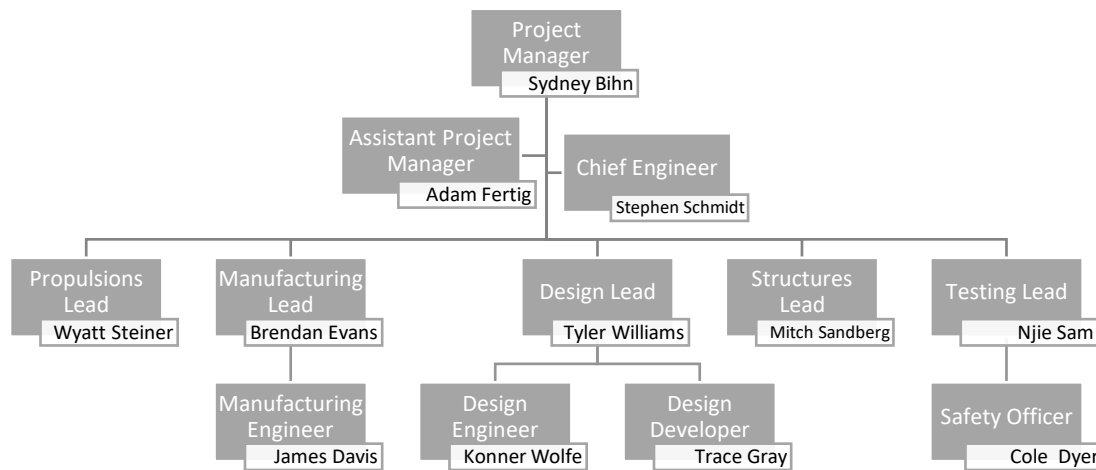 Project
Manager
Sydney Bihn
Assistant Project
Manager
Adam Fertig
Chief Engineer
Stephen Schmidt
Propulsions
Lead
Wyatt Steiner
Manufacturing
Lead
Brendan Evans
Design Lead
Tyler Williams
Structures
Lead
Mitch Sandberg
Testing Lead
Njie Sam
Manufacturing
Engineer
James Davis
Design
Engineer
Konner Wolfe
Design
Developer
Trace Gray
Safety Officer
Cole Dyer